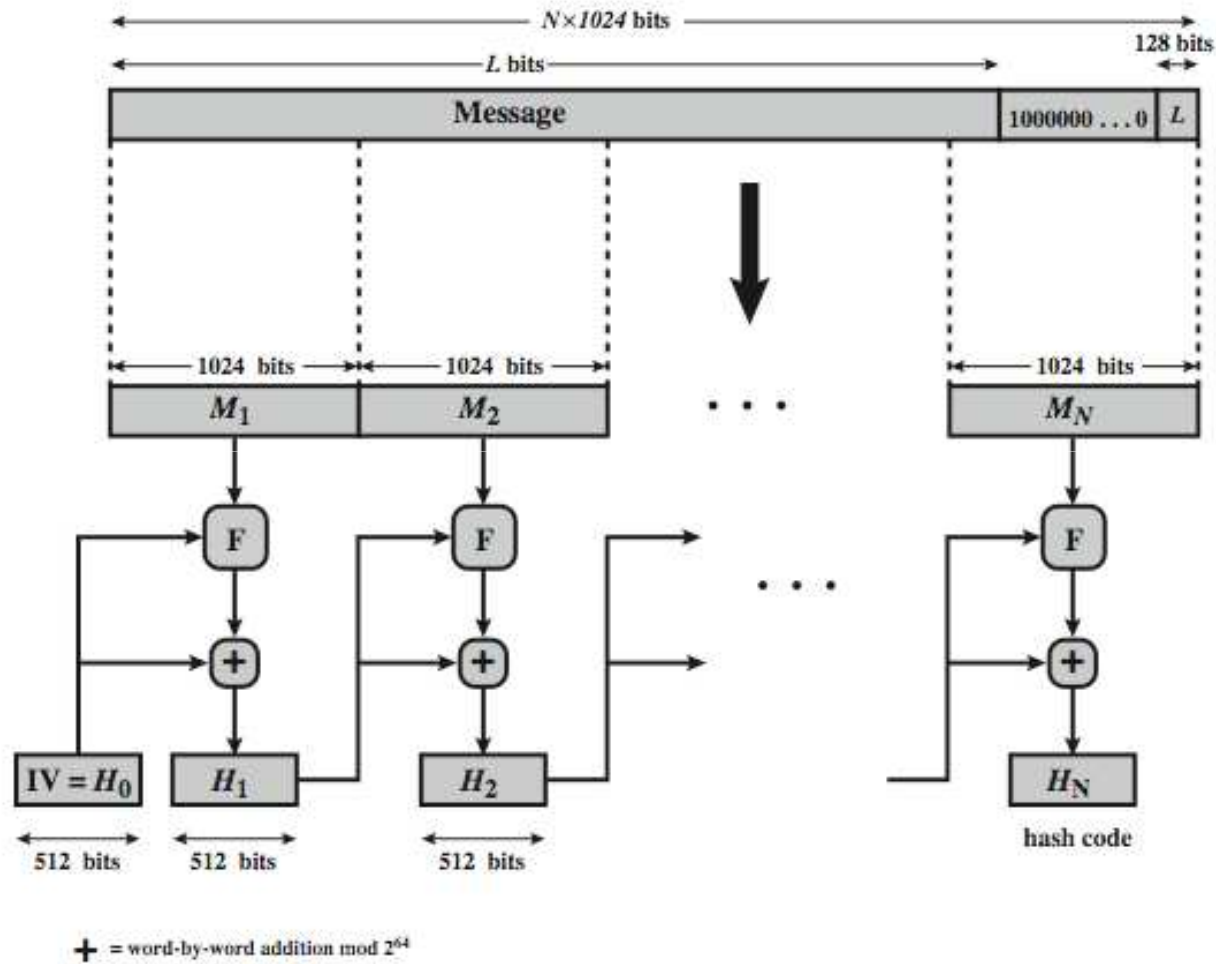 N×1024 bits
128 bits
L bits
Message
1000000 . . . 0
L
1024 bits
1024 bits
1024 bits
M1
M2
. . .
MN
F
F
F
. . .
+
+
+
IV = H0
H1
H2
HN
512 bits
512 bits
512 bits
hash code
+ = word-by-word addition mod 2^64